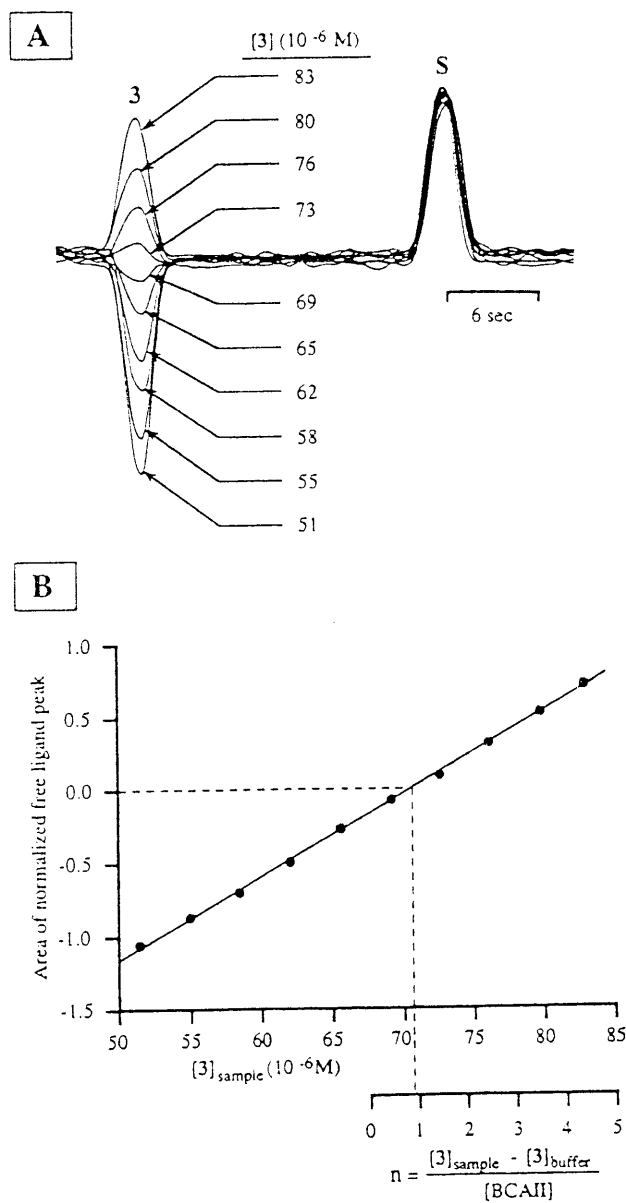 A
[3] (10 -6 M)
3
S
83
80
76
73
69
65
62
58
55
51
6 sec
B
Area of normalized free ligand peak
1.0
0.5
0.0
-0.5
-1.0
-1.5
50 55 60 65 70 75 80 85
[3]sample (10 -6M)
0 1 2 3 4 5
n = [3]sample - [3]buffer
[BCAII]